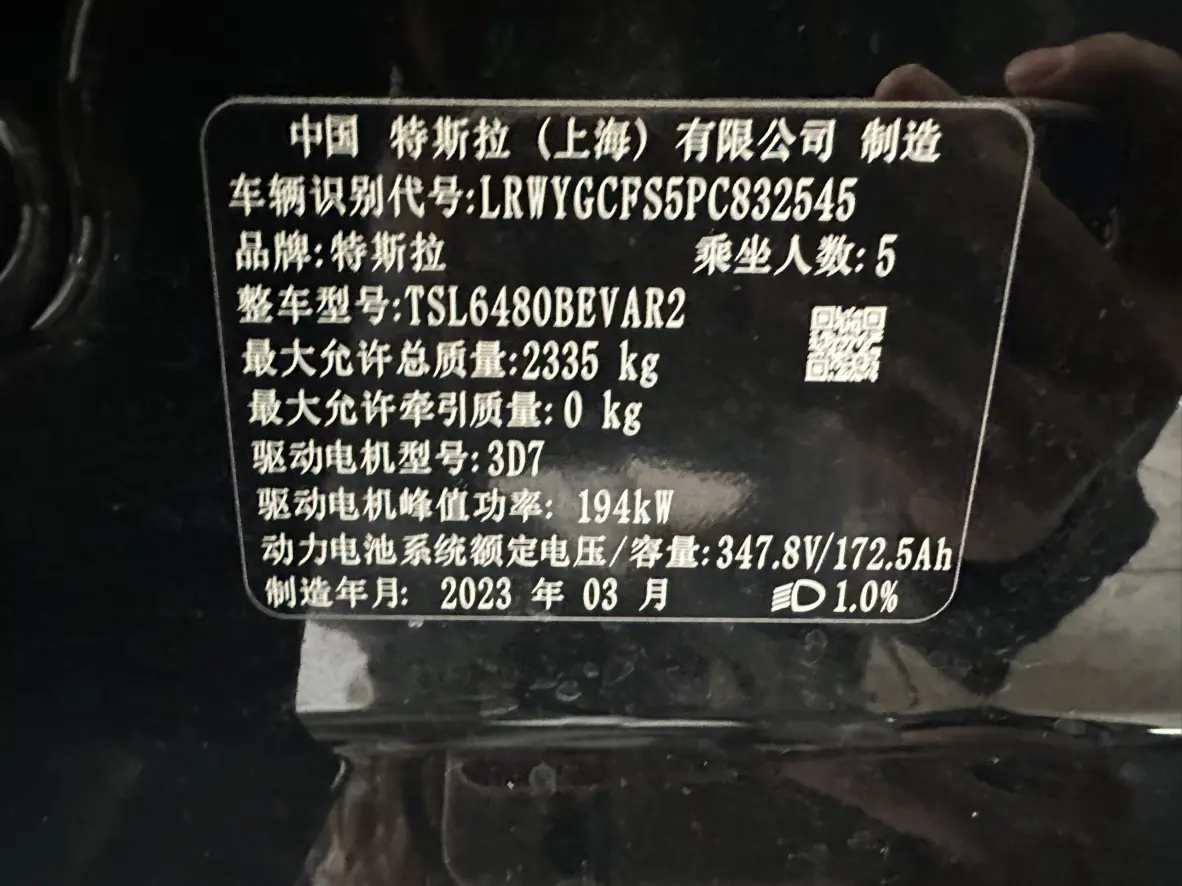 中国 特斯拉（上海）有限公司 制造
车辆识别代号:LRWYGCFS5PC832545
品牌:特斯拉 乘坐人数:5
整车型号:TSL6480BEVAR2
最大允许总质量:2335 kg
最大允许牵引质量:0 kg
驱动电机型号:3D7
驱动电机峰值功率: 194kW
动力电池系统额定电压/容量:347.8V/172.5Ah
制造年月: 2023 年 03 月 1.0%